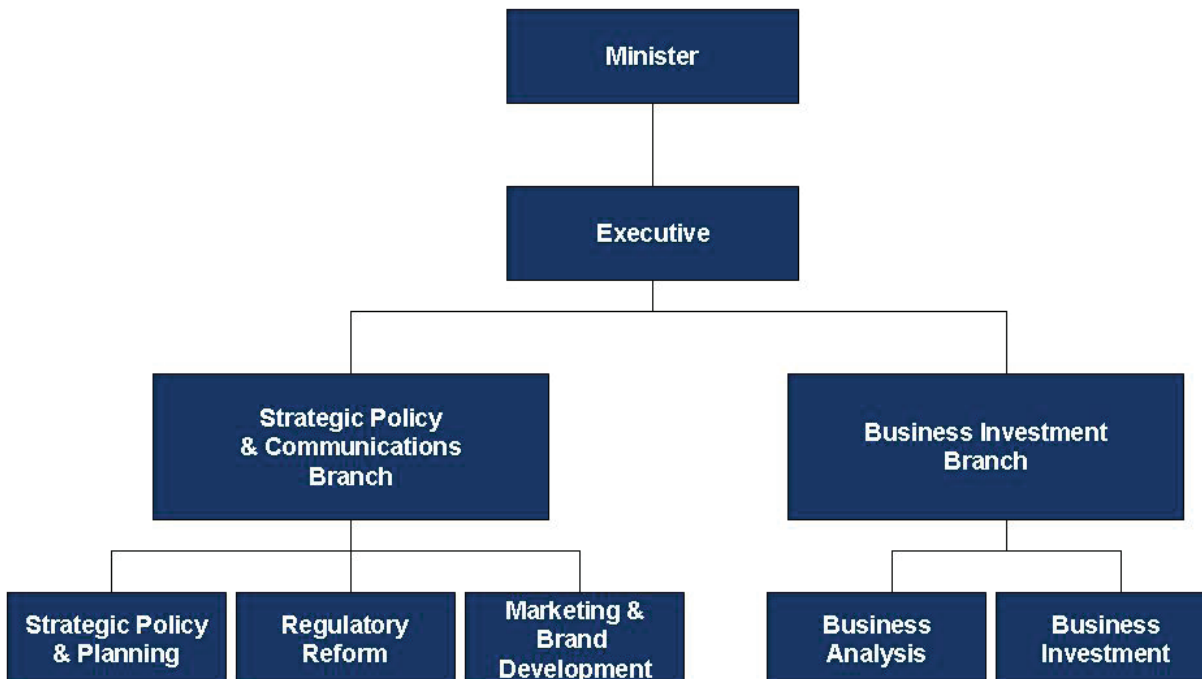 Minister
Executive
Strategic Policy
& Communications
Branch
Business Investment
Branch
Strategic Policy
& Planning
Regulatory
Reform
Marketing &
Brand
Development
Business
Analysis
Business
Investment